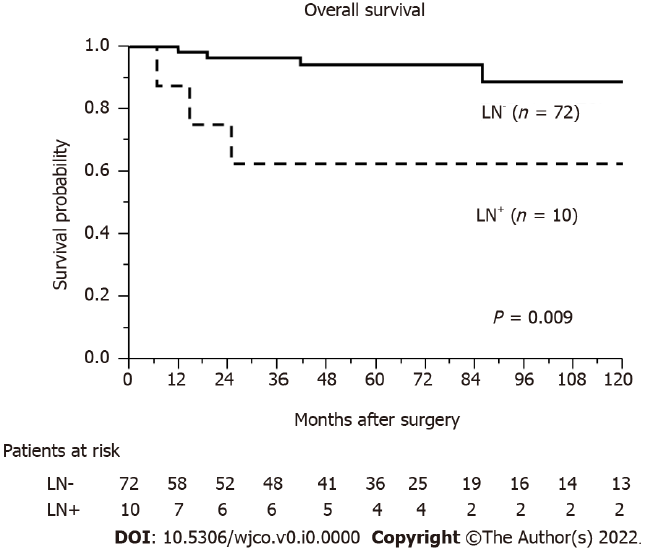 Overall survival
1.0
0.8
0.6
0.4
0.2
0.0
Survival probability
LN⁻ (n = 72)
LN⁺ (n = 10)
P = 0.009
0 12 24 36 48 60 72 84 96 108 120
Months after surgery
Patients at risk
LN- 72 58 52 48 41 36 25 19 16 14 13
LN+ 10 7 6 6 5 4 4 2 2 2 2
DOI: 10.5306/wjco.v0.i0.0000 Copyright ©The Author(s) 2022.